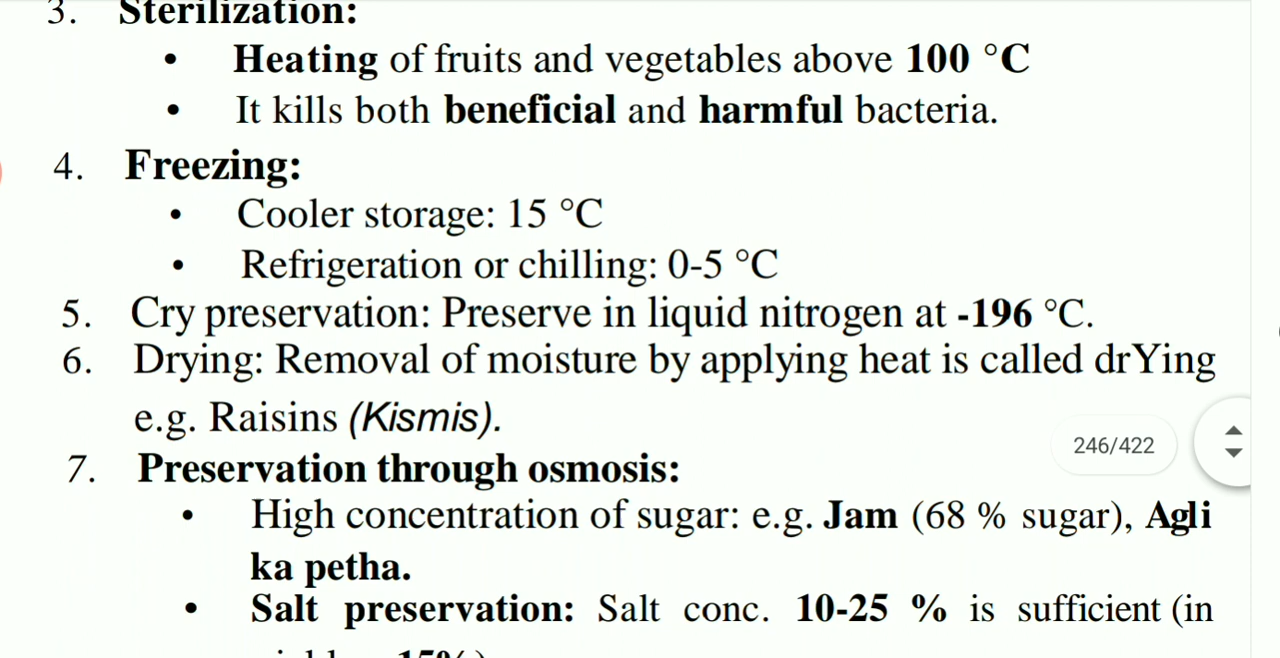 3. Sterilization:
• Heating of fruits and vegetables above 100 °C
• It kills both beneficial and harmful bacteria.
4. Freezing:
• Cooler storage: 15 °C
• Refrigeration or chilling: 0-5 °C
5. Cry preservation: Preserve in liquid nitrogen at -196 °C.
6. Drying: Removal of moisture by applying heat is called drYing
e.g. Raisins (Kismis).
246/422
7. Preservation through osmosis:
• High concentration of sugar: e.g. Jam (68 % sugar), Agli
ka petha.
• Salt preservation: Salt conc. 10-25 % is sufficient (in